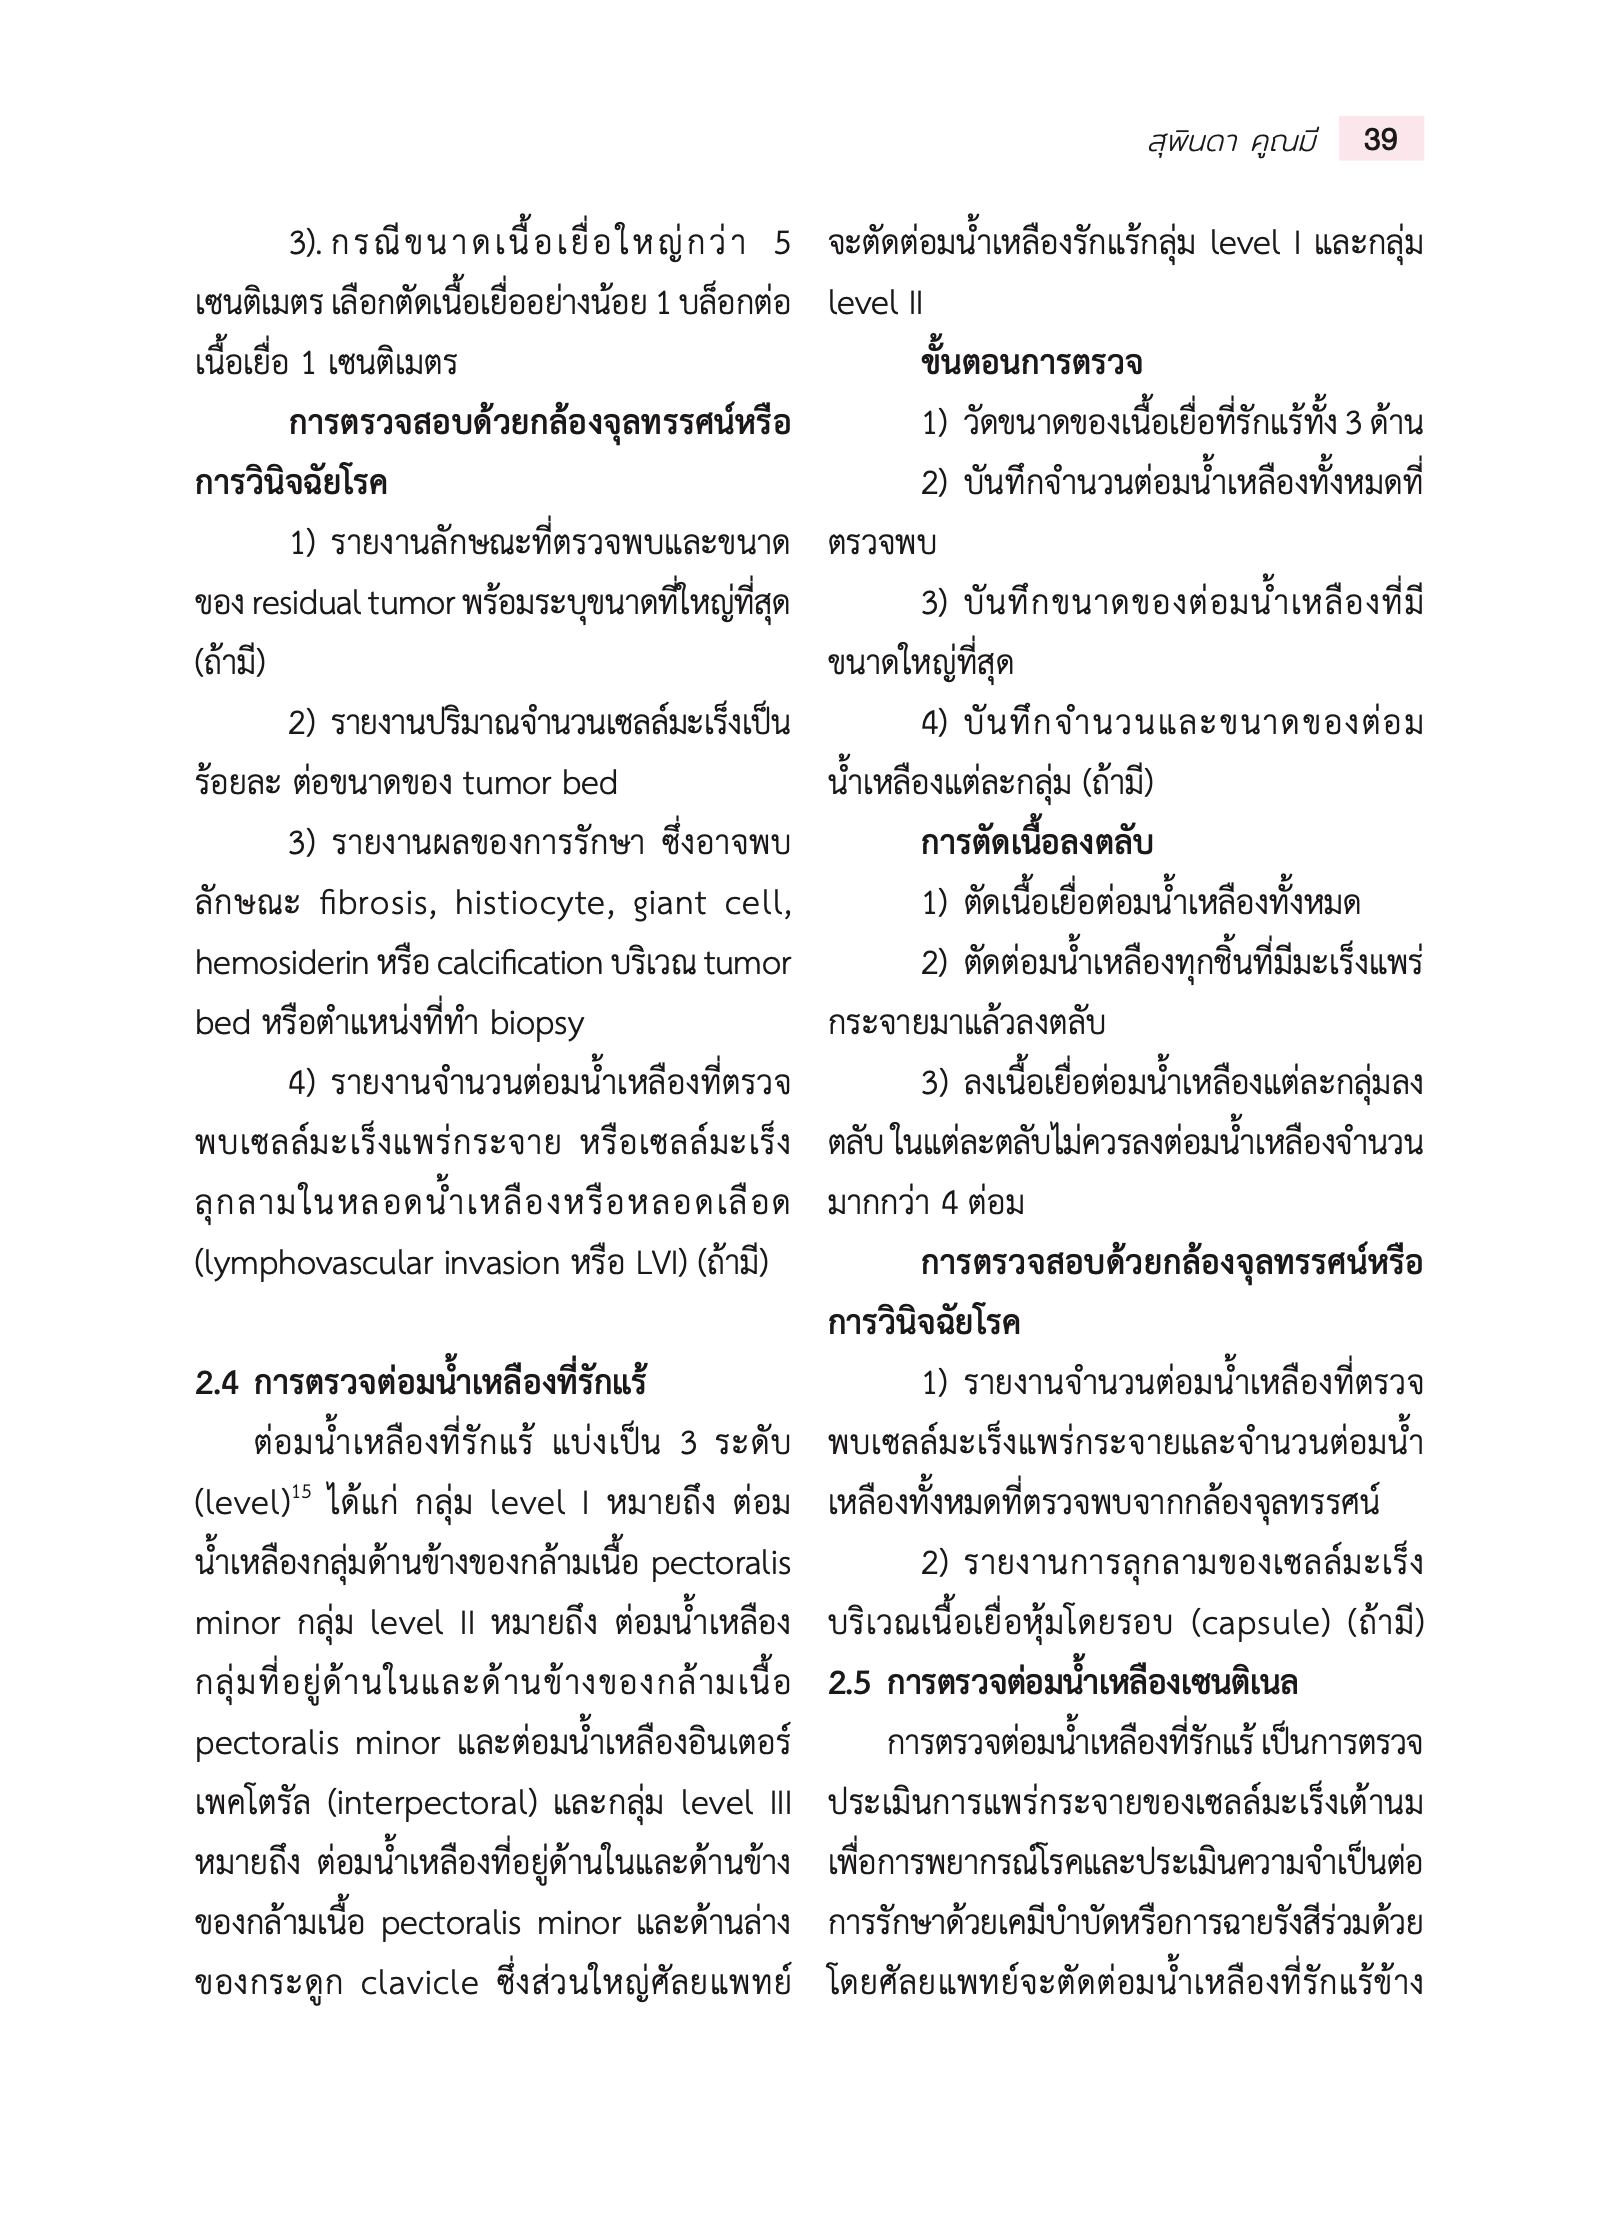 สุพินดา คูณมี 39
3). กรณีขนาดเนื้อเยื่อใหญ่กว่า 5
เซนติเมตร เลือกตัดเนื้อเยื่ออย่างน้อย 1 บล็อกต่อ
เนื้อเยื่อ 1 เซนติเมตร
การตรวจสอบด้วยกล้องจุลทรรศน์หรือ
การวินิจฉัยโรค
1) รายงานลักษณะที่ตรวจพบและขนาด
ของ residual tumor พร้อมระบุขนาดที่ใหญ่ที่สุด
(ถ้ามี)
2) รายงานปริมาณจำนวนเซลล์มะเร็งเป็น
ร้อยละ ต่อขนาดของ tumor bed
3) รายงานผลของการรักษา ซึ่งอาจพบ
ลักษณะ fibrosis, histiocyte, giant cell,
hemosiderin หรือ calcification บริเวณ tumor
bed หรือตำแหน่งที่ทำ biopsy
4) รายงานจำนวนต่อมน้ำเหลืองที่ตรวจ
พบเซลล์มะเร็งแพร่กระจาย หรือเซลล์มะเร็ง
ลุกลามในหลอดน้ำเหลืองหรือหลอดเลือด
(lymphovascular invasion หรือ LVI) (ถ้ามี)
2.4 การตรวจต่อมน้ำเหลืองที่รักแร้
ต่อมน้ำเหลืองที่รักแร้ แบ่งเป็น 3 ระดับ
(level)15 ได้แก่ กลุ่ม level I หมายถึง ต่อม
น้ำเหลืองกลุ่มด้านข้างของกล้ามเนื้อ pectoralis
minor กลุ่ม level II หมายถึง ต่อมน้ำเหลือง
กลุ่มที่อยู่ด้านในและด้านข้างของกล้ามเนื้อ
pectoralis minor และต่อมน้ำเหลืองอินเตอร์
เพคโตรัล (interpectoral) และกลุ่ม level III
หมายถึง ต่อมน้ำเหลืองที่อยู่ด้านในและด้านข้าง
ของกล้ามเนื้อ pectoralis minor และด้านล่าง
ของกระดูก clavicle ซึ่งส่วนใหญ่ศัลยแพทย์
จะตัดต่อมน้ำเหลืองรักแร้กลุ่ม level I และกลุ่ม
level II
ขั้นตอนการตรวจ
1) วัดขนาดของเนื้อเยื่อที่รักแร้ทั้ง 3 ด้าน
2) บันทึกจำนวนต่อมน้ำเหลืองทั้งหมดที่
ตรวจพบ
3) บันทึกขนาดของต่อมน้ำเหลืองที่มี
ขนาดใหญ่ที่สุด
4) บันทึกจำนวนและขนาดของต่อม
น้ำเหลืองแต่ละกลุ่ม (ถ้ามี)
การตัดเนื้อลงตลับ
1) ตัดเนื้อเยื่อต่อมน้ำเหลืองทั้งหมด
2) ตัดต่อมน้ำเหลืองทุกชิ้นที่มีมะเร็งแพร่
กระจายมาแล้วลงตลับ
3) ลงเนื้อเยื่อต่อมน้ำเหลืองแต่ละกลุ่มลง
ตลับ ในแต่ละตลับไม่ควรลงต่อมน้ำเหลืองจำนวน
มากกว่า 4 ต่อม
การตรวจสอบด้วยกล้องจุลทรรศน์หรือ
การวินิจฉัยโรค
1) รายงานจำนวนต่อมน้ำเหลืองที่ตรวจ
พบเซลล์มะเร็งแพร่กระจายและจำนวนต่อมน้ำ
เหลืองทั้งหมดที่ตรวจพบจากกล้องจุลทรรศน์
2) รายงานการลุกลามของเซลล์มะเร็ง
บริเวณเนื้อเยื่อหุ้มโดยรอบ (capsule) (ถ้ามี)
2.5 การตรวจต่อมน้ำเหลืองเซนติเนล
การตรวจต่อมน้ำเหลืองที่รักแร้ เป็นการตรวจ
ประเมินการแพร่กระจายของเซลล์มะเร็งเต้านม
เพื่อการพยากรณ์โรคและประเมินความจำเป็นต่อ
การรักษาด้วยเคมีบำบัดหรือการฉายรังสีร่วมด้วย
โดยศัลยแพทย์จะตัดต่อมน้ำเหลืองที่รักแร้ข้าง